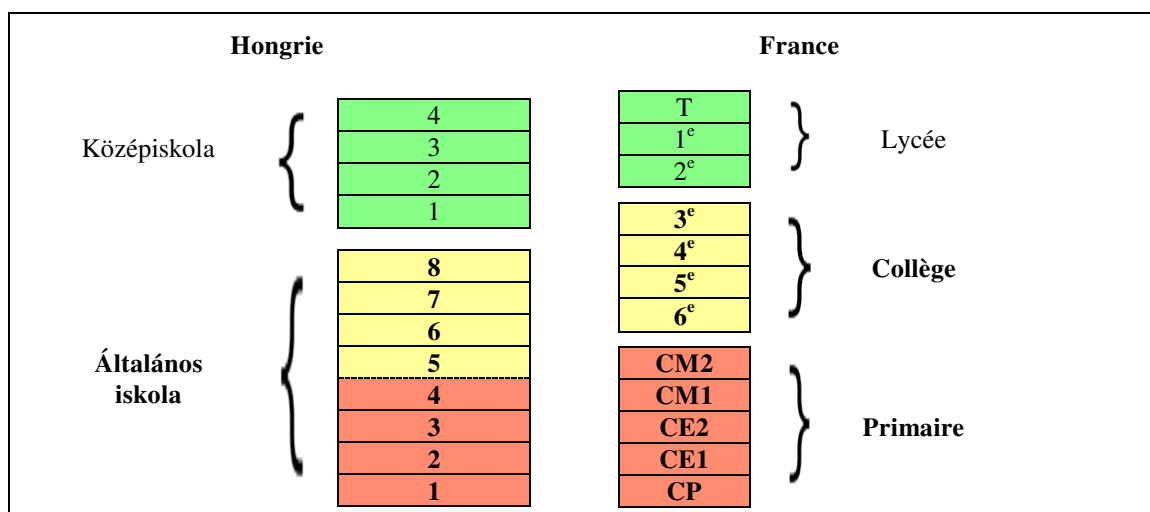 Hongrie
France
Középiskola
4
3
2
1
T
1e
2e
Lycée
3e
4e
5e
6e
Collège
Általános
iskola
8
7
6
5
4
3
2
1
CM2
CM1
CE2
CE1
CP
Primaire